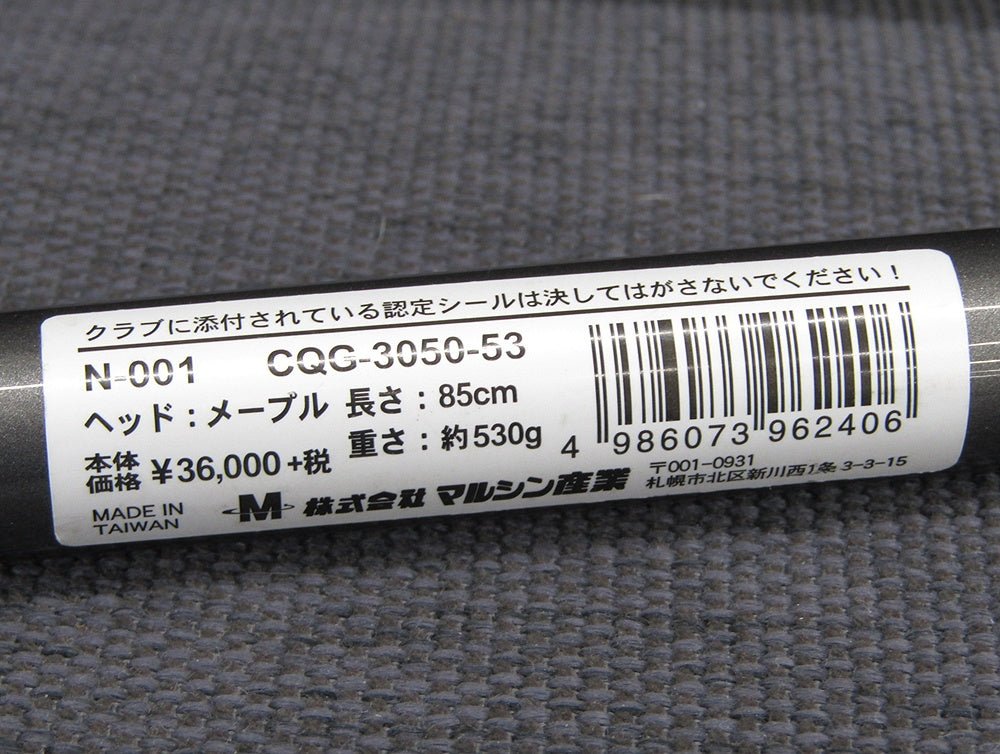 クラブに添付されている認定シールは決してはがさないでください！
N-001 CQG-3050-53
ヘッド：メープル 長さ：85cm
重さ：約530g
本体価格 ¥36,000+税
4 986073 962406
MADE IN TAIWAN
M 株式会社 マルシン産業
〒001-0931
札幌市北区新川西1条 3-3-15